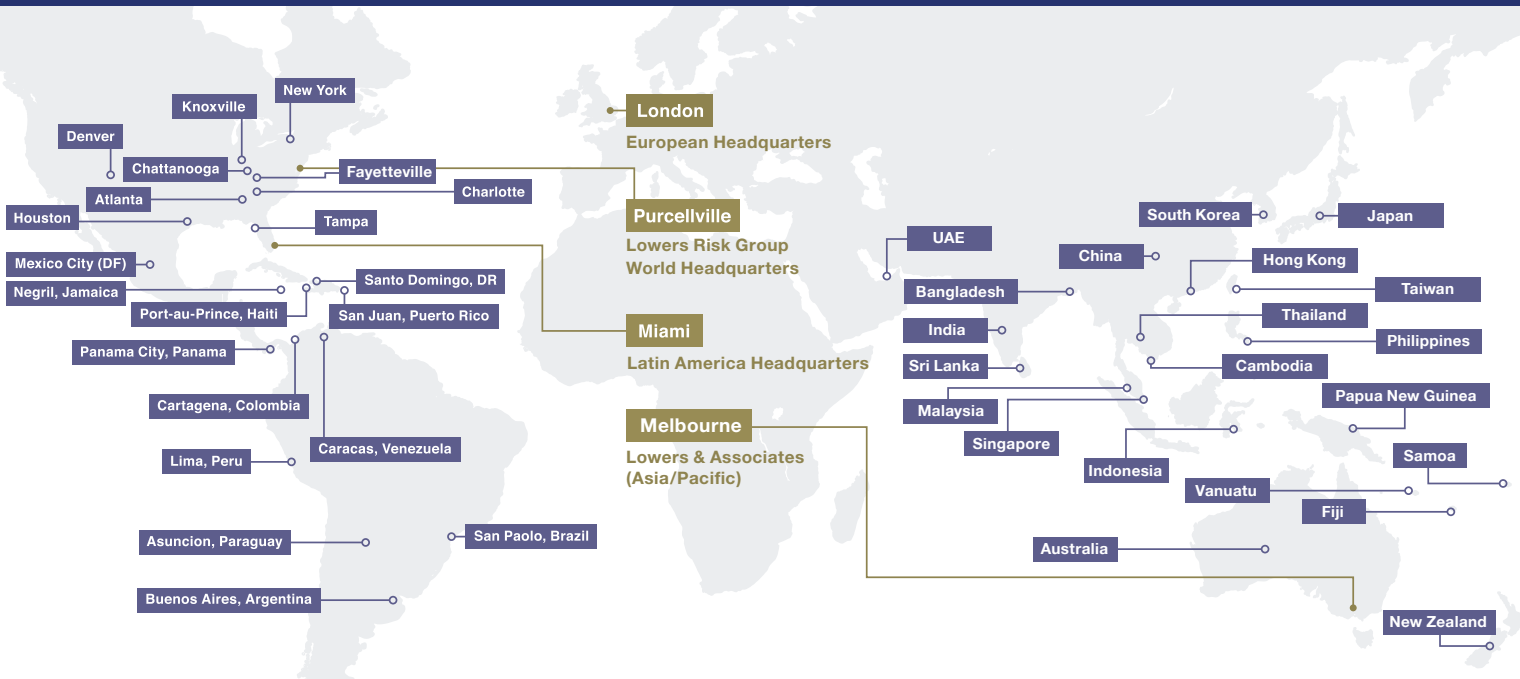 New York
Knoxville
Denver
Chattanooga
Fayetteville
Atlanta
Charlotte
Houston
Tampa
Mexico City (DF)
Negril, Jamaica
Santo Domingo, DR
Port-au-Prince, Haiti
San Juan, Puerto Rico
Panama City, Panama
Cartagena, Colombia
Caracas, Venezuela
Lima, Peru
Asuncion, Paraguay
San Paolo, Brazil
Buenos Aires, Argentina
London
European Headquarters
Purcellville
Lowers Risk Group
World Headquarters
Miami
Latin America Headquarters
Melbourne
Lowers & Associates
(Asia/Pacific)
South Korea
Japan
UAE
China
Hong Kong
Bangladesh
Taiwan
India
Thailand
Philippines
Sri Lanka
Cambodia
Malaysia
Papua New Guinea
Singapore
Indonesia
Samoa
Vanuatu
Fiji
Australia
New Zealand